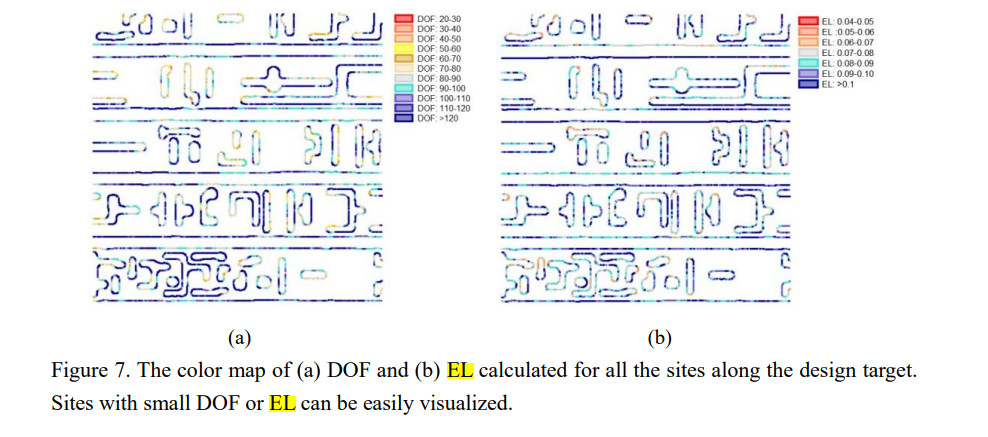 DOF: 20-30
DOF: 30-40
DOF: 40-50
DOF: 50-60
DOF: 60-70
DOF: 70-80
DOF: 80-90
DOF: 90-100
DOF: 100-110
DOF: 110-120
DOF: >120
EL: 0.04-0.05
EL: 0.05-0.06
EL: 0.06-0.07
EL: 0.07-0.08
EL: 0.08-0.09
EL: 0.09-0.10
EL: >0.1
(a)
(b)
Figure 7. The color map of (a) DOF and (b) EL calculated for all the sites along the design target.
Sites with small DOF or EL can be easily visualized.